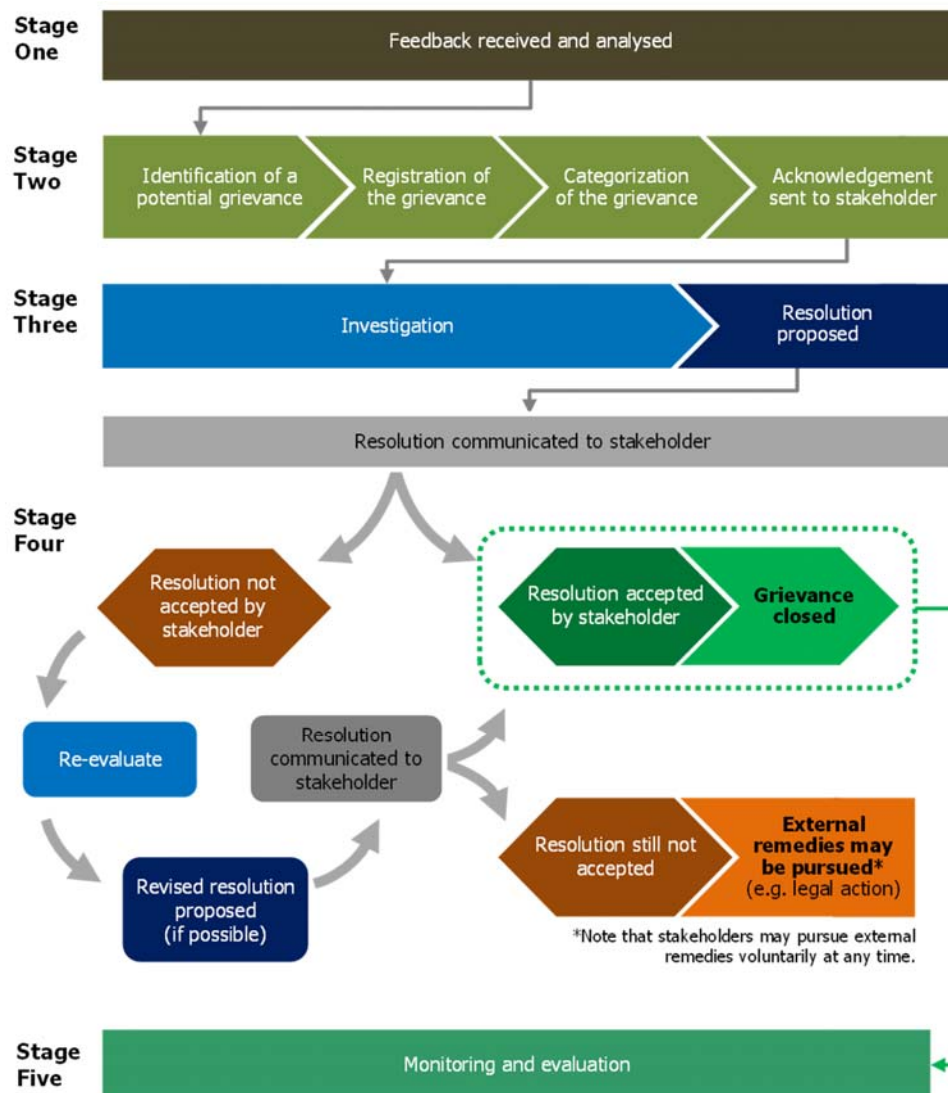 Stage
One
Feedback received and analysed
Stage
Two
Identification of a
potential grievance
Registration of
the grievance
Categorization
of the grievance
Acknowledgement
sent to stakeholder
Stage
Three
Investigation
Resolution
proposed
Resolution communicated to stakeholder
Stage
Four
Resolution not
accepted by
stakeholder
Resolution accepted
by stakeholder
Grievance
closed
Re-evaluate
Resolution
communicated to
stakeholder
Revised resolution
proposed
(if possible)
Resolution still not
accepted
External
remedies may
be pursued*
(e.g. legal action)
*Note that stakeholders may pursue external
remedies voluntarily at any time.
Stage
Five
Monitoring and evaluation